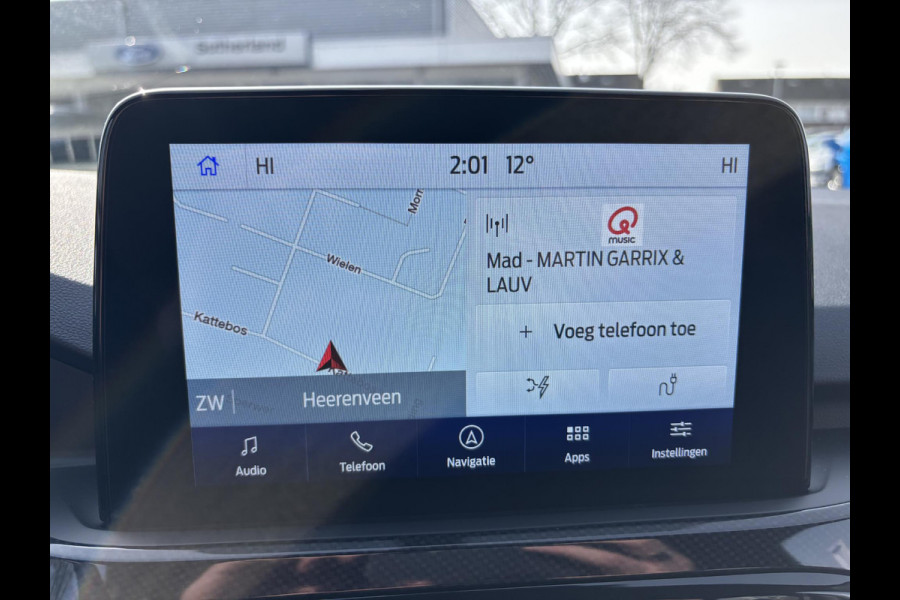 Sutherland
HI 2:01 12° HI
Wielen
Kattebos
music
Mad - MARTIN GARRIX &
LAUV
+ Voeg telefoon toe
ZW Heerenveen
Audio Telefoon Navigatie Apps Instellingen